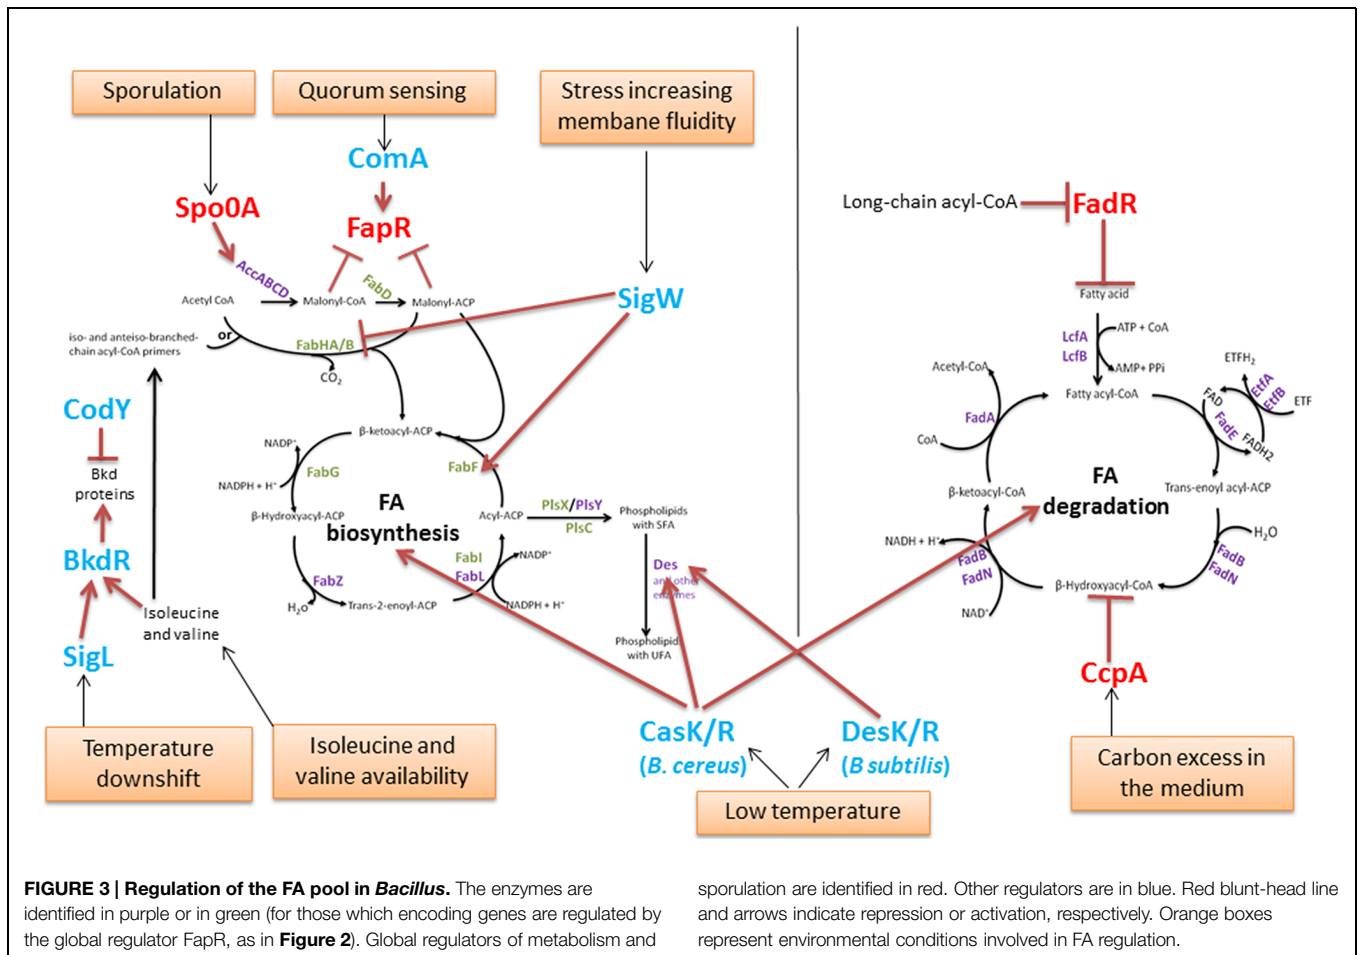 Sporulation
Quorum sensing
Stress increasing
membane fluidity
ComA
Spo0A
FapR
Long-chain acyl-CoA
FadR
AccABCD
FabD
SigW
Acetyl CoA
Malonyl-CoA
Malonyl-ACP
Fatty acid
iso- and anteiso-branched-
chain acyl-CoA primers
or
FabHA/B
CO2
LcfA
LcfB
ATP + CoA
AMP+ PPi
ETFH2
EtfA
EtfB
ETF
Acetyl-CoA
Fatty acyl-CoA
FAD
FadE
FADH2
FadA
CoA
CodY
Bkd
proteins
BkdR
SigL
Isoleucine
and valine
β-ketoacyl-ACP
NADP+
NADPH + H+
FabG
FabF
FA
biosynthesis
β-Hydroxyacyl-ACP
Acyl-ACP
PlsX/PlsY
PlsC
Phospholipids
with SFA
FabZ
H2O
Trans-2-enoyl-ACP
FabI
FabL
NADP+
NADPH + H+
Des
and other
enzymes
Phospholipids
with UFA
β-ketoacyl-CoA
FA
degradation
Trans-enoyl acyl-ACP
NADH + H+
FadB
FadN
NAD+
H2O
FadB
FadN
β-Hydroxyacyl-CoA
CcpA
CasK/R
(B. cereus)
DesK/R
(B subtilis)
Temperature
downshift
Isoleucine and
valine availability
Low temperature
Carbon excess in
the medium
FIGURE 3 | Regulation of the FA pool in Bacillus. The enzymes are
identified in purple or in green (for those which encoding genes are regulated by
the global regulator FapR, as in Figure 2). Global regulators of metabolism and
sporulation are identified in red. Other regulators are in blue. Red blunt-head line
and arrows indicate repression or activation, respectively. Orange boxes
represent environmental conditions involved in FA regulation.